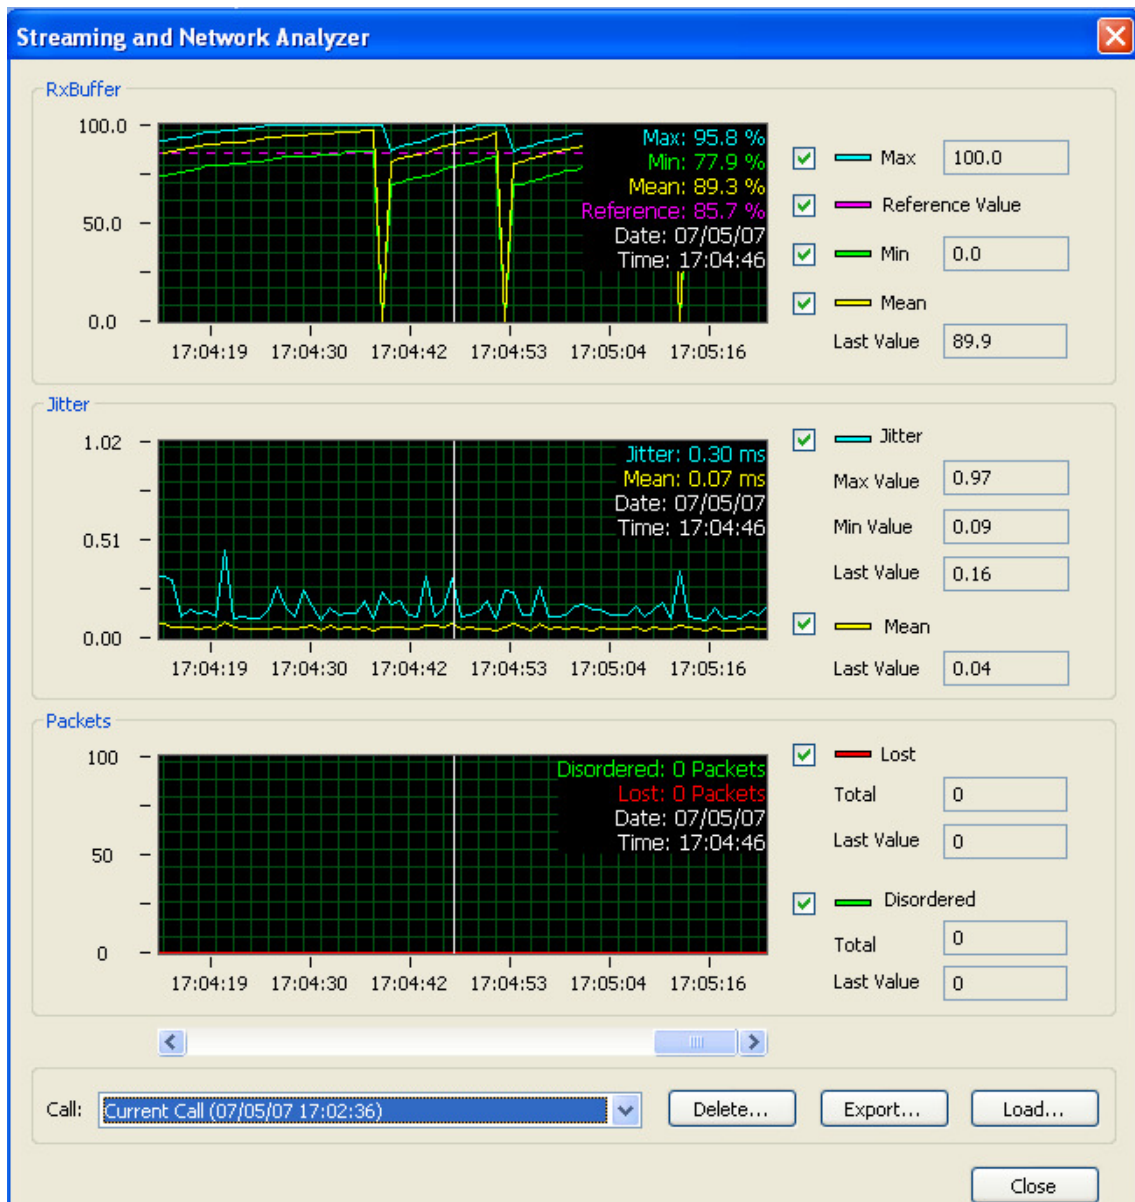 Streaming and Network Analyzer
RxBuffer
100.0
50.0
0.0
17:04:19 17:04:30 17:04:42 17:04:53 17:05:04 17:05:16
Max: 95.8 %
Min: 77.9 %
Mean: 89.3 %
Reference: 85.7 %
Date: 07/05/07
Time: 17:04:46
Max 100.0
Reference Value
Min 0.0
Mean
Last Value 89.9
Jitter
1.02
0.51
0.00
17:04:19 17:04:30 17:04:42 17:04:53 17:05:04 17:05:16
Jitter: 0.30 ms
Mean: 0.07 ms
Date: 07/05/07
Time: 17:04:46
Jitter
Max Value 0.97
Min Value 0.09
Last Value 0.16
Mean
Last Value 0.04
Packets
100
50
0
17:04:19 17:04:30 17:04:42 17:04:53 17:05:04 17:05:16
Disordered: 0 Packets
Lost: 0 Packets
Date: 07/05/07
Time: 17:04:46
Lost
Total 0
Last Value 0
Disordered
Total 0
Last Value 0
Call: Current Call (07/05/07 17:02:36) Delete... Export... Load...
Close